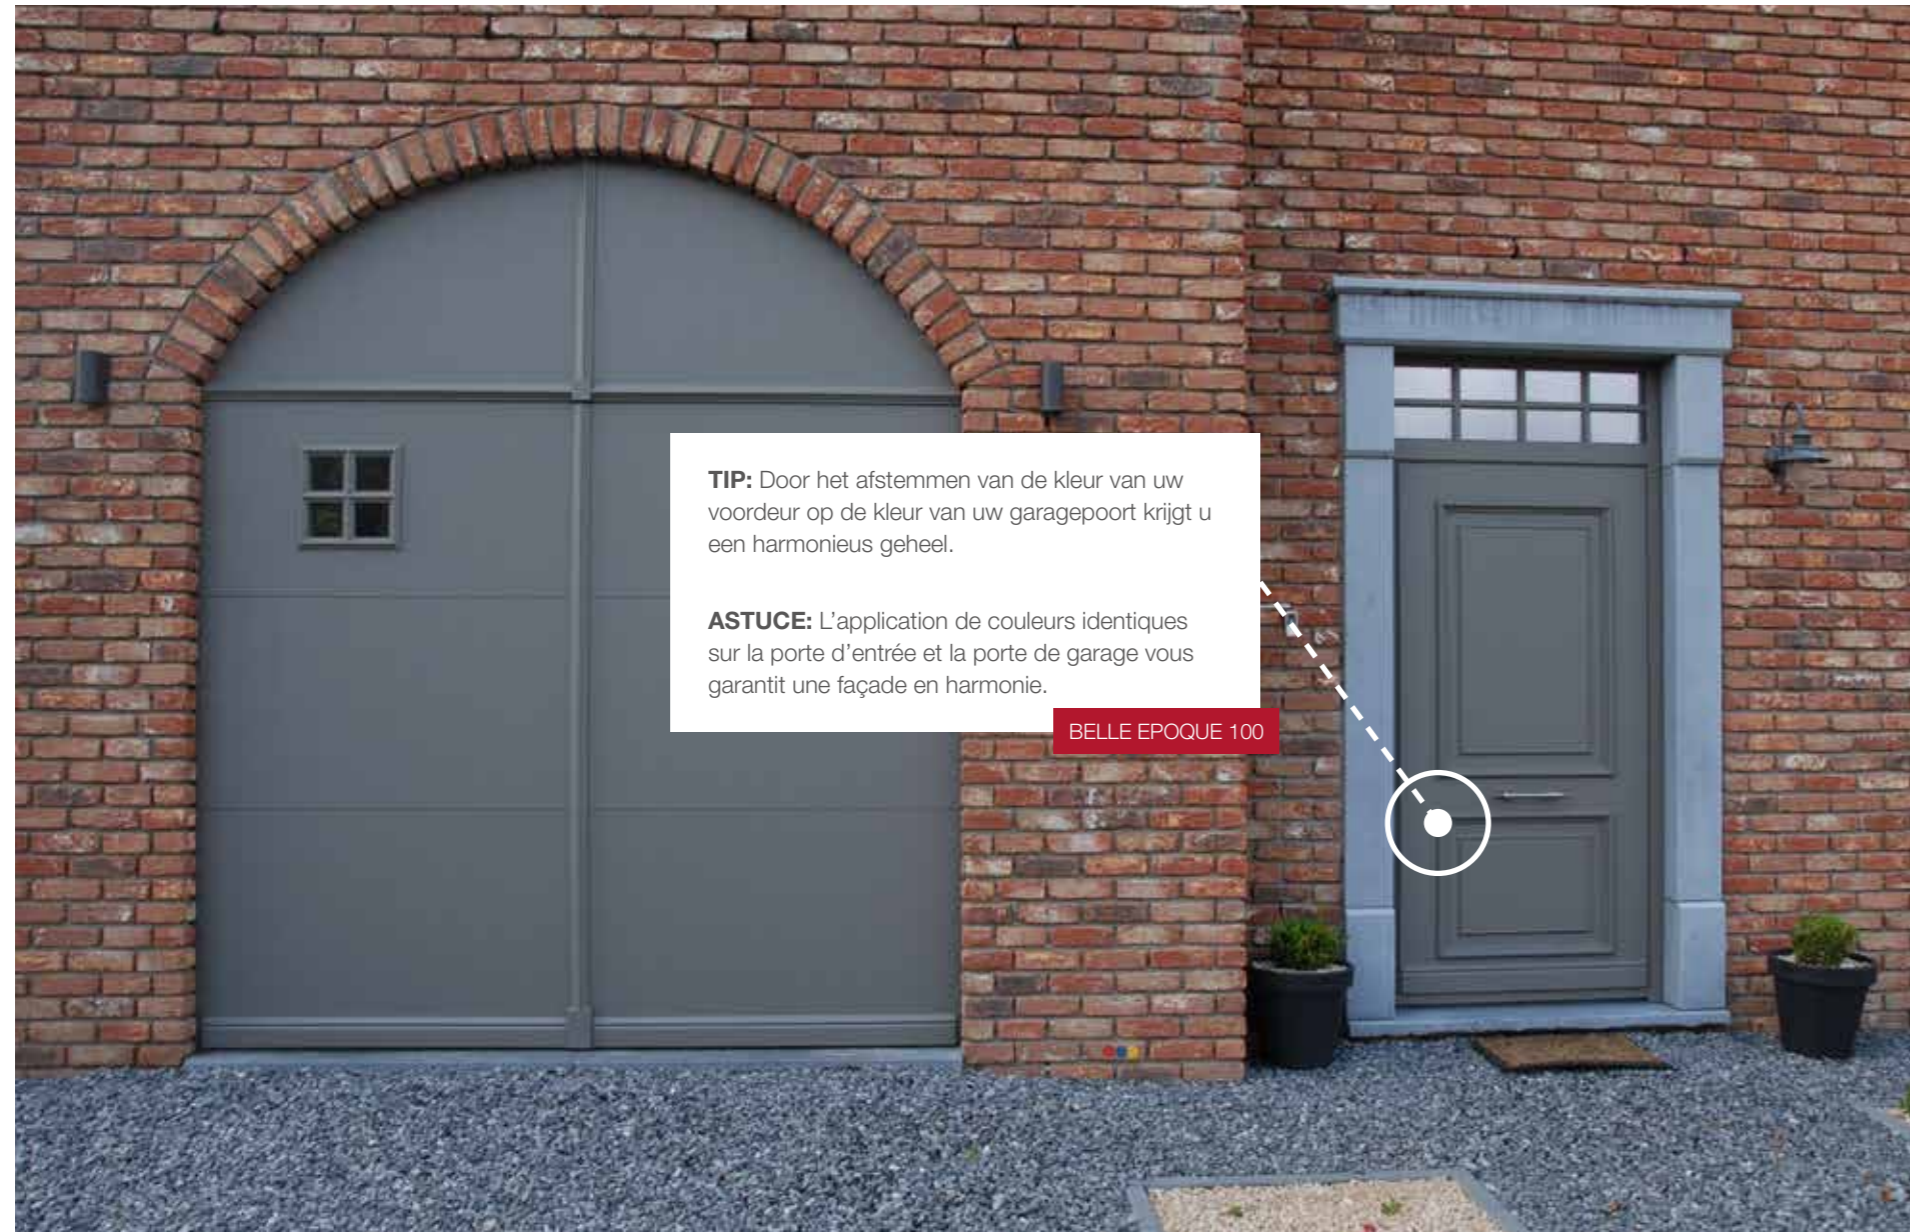 TIP: Door het afstemmen van de kleur van uw
voordeur op de kleur van uw garagepoort krijgt u
een harmonieus geheel.
ASTUCE: L’application de couleurs identiques
sur la porte d’entrée et la porte de garage vous
garantit une façade en harmonie.
BELLE EPOQUE 100